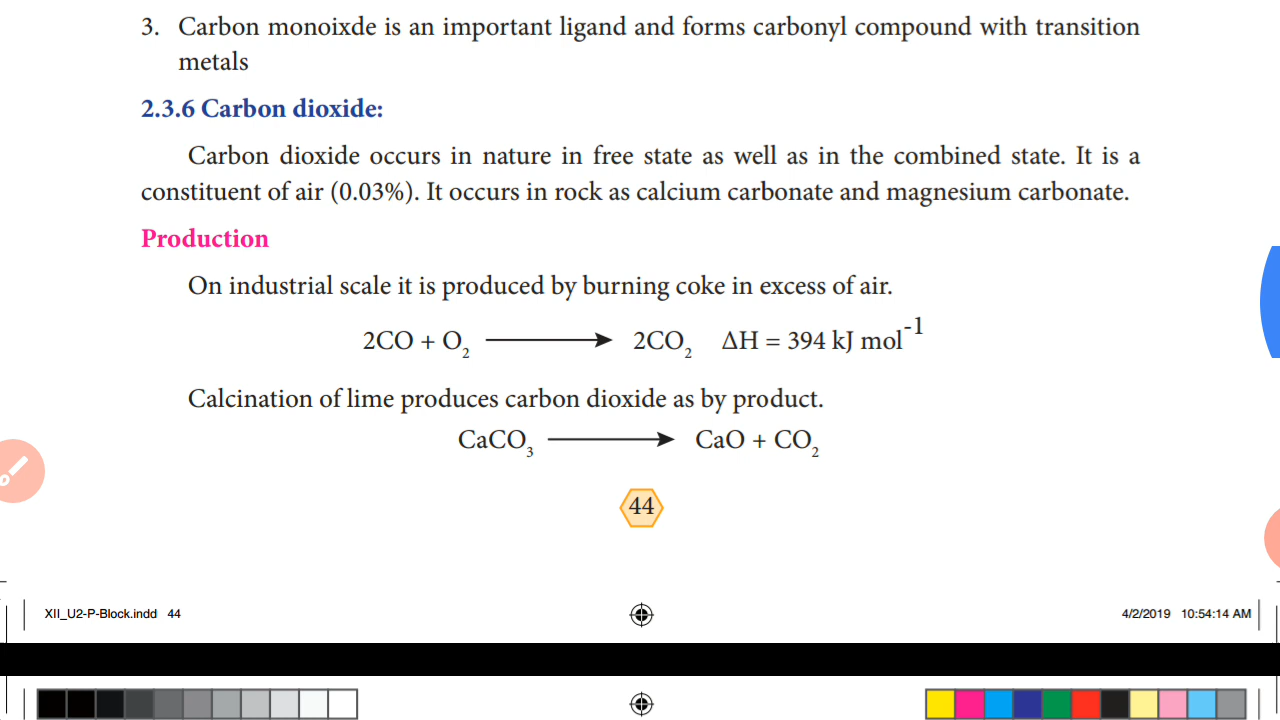 3. Carbon monoixde is an important ligand and forms carbonyl compound with transition
metals
2.3.6 Carbon dioxide:
Carbon dioxide occurs in nature in free state as well as in the combined state. It is a
constituent of air (0.03%). It occurs in rock as calcium carbonate and magnesium carbonate.
Production
On industrial scale it is produced by burning coke in excess of air.
2CO + O₂ ⟶ 2CO₂ ΔH = 394 kJ mol⁻¹
Calcination of lime produces carbon dioxide as by product.
CaCO₃ ⟶ CaO + CO₂
44
XII_U2-P-Block.indd 44 4/2/2019 10:54:14 AM